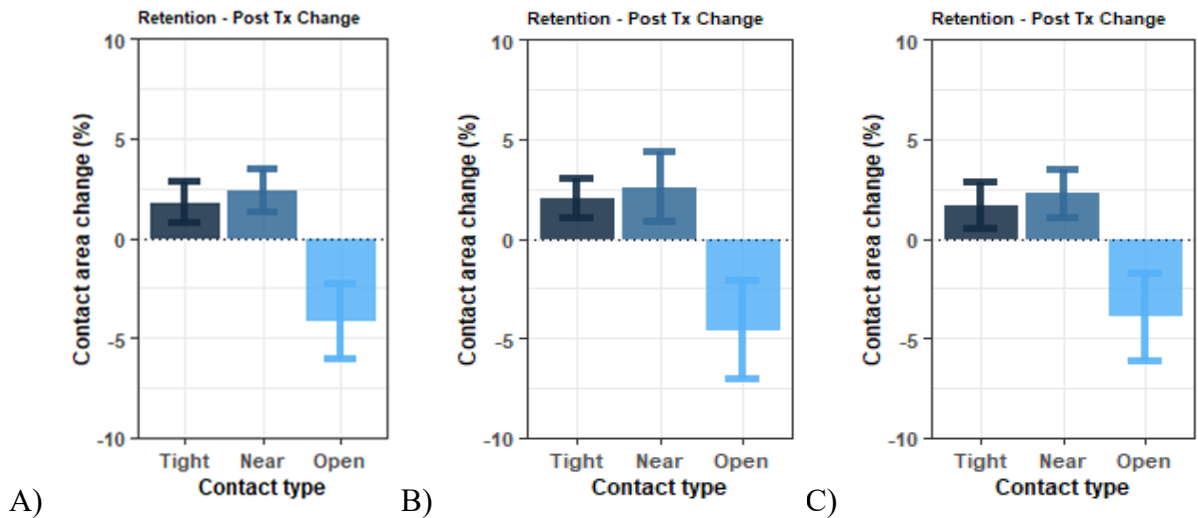 Retention - Post Tx Change
10
5
0
-5
-10
Contact area change (%)
Tight Near Open
Contact type
A)
Retention - Post Tx Change
10
5
0
-5
-10
Contact area change (%)
Tight Near Open
Contact type
B)
Retention - Post Tx Change
10
5
0
-5
-10
Contact area change (%)
Tight Near Open
Contact type
C)